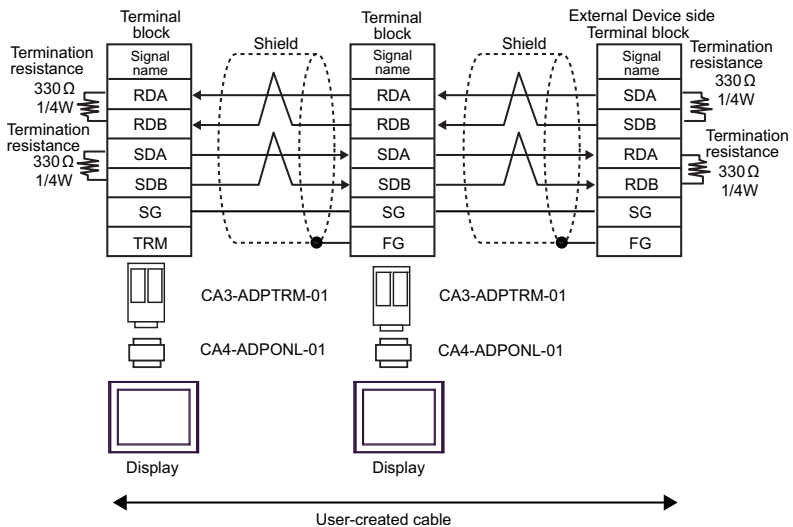 Terminal
block
Signal
name
RDA
RDB
SDA
SDB
SG
TRM
Termination
resistance
330Ω
1/4W
Termination
resistance
330Ω
1/4W
Shield
Terminal
block
Signal
name
RDA
RDB
SDA
SDB
SG
FG
Shield
External Device side
Terminal block
Signal
name
SDA
SDB
RDA
RDB
SG
FG
Termination
resistance
330Ω
1/4W
Termination
resistance
330Ω
1/4W
CA3-ADPTRM-01
CA3-ADPTRM-01
CA4-ADPONL-01
CA4-ADPONL-01
Display
Display
User-created cable